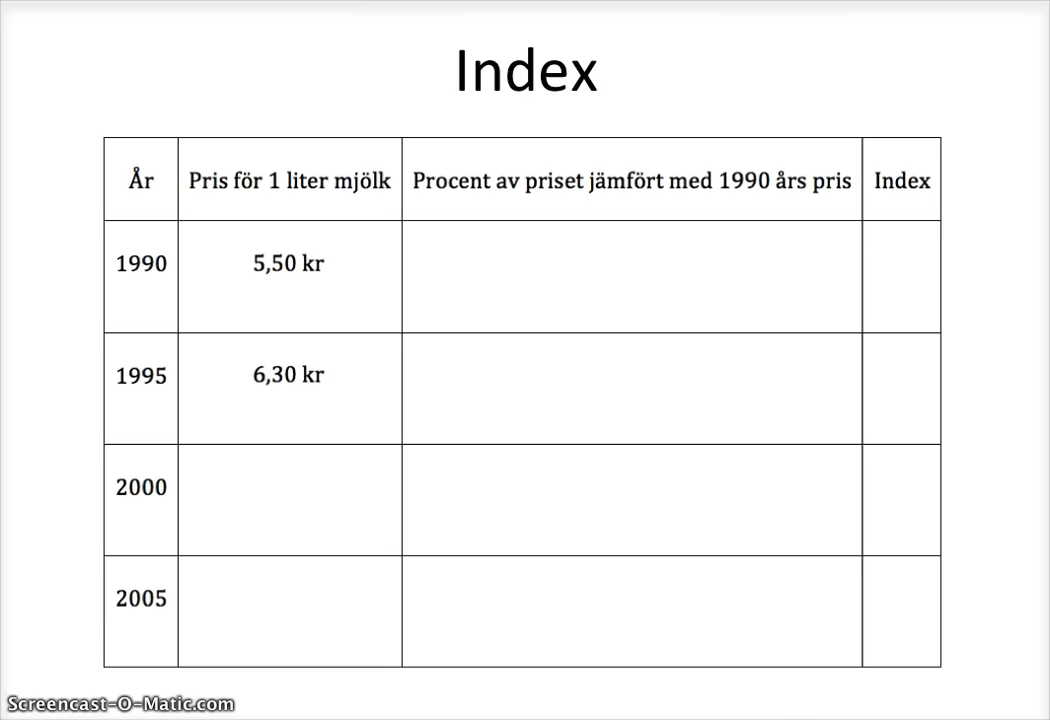 Index
År Pris för 1 liter mjölk Procent av priset jämfört med 1990 års pris Index
1990 5,50 kr
1995 6,30 kr
2000
2005
Screencast-O-Matic.com